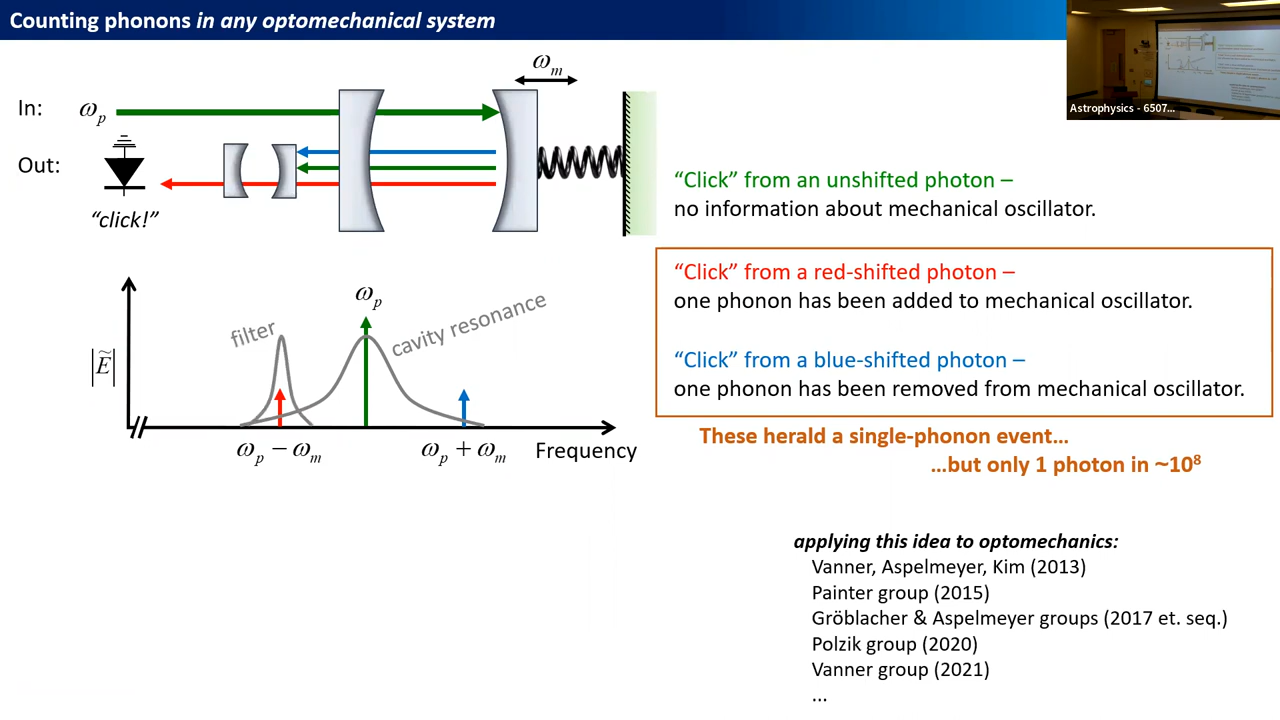 Counting phonons in any optomechanical system
ωm
In: ωp
Out:
"click!"
Astrophysics - 6507...
"Click" from an unshifted photon –
no information about mechanical oscillator.
"Click" from a red-shifted photon –
one phonon has been added to mechanical oscillator.
"Click" from a blue-shifted photon –
one phonon has been removed from mechanical oscillator.
These herald a single-phonon event...
...but only 1 photon in ~10⁸
ωp
filter
cavity resonance
|Ẽ|
ωp − ωm
ωp + ωm
Frequency
applying this idea to optomechanics:
Vanner, Aspelmeyer, Kim (2013)
Painter group (2015)
Gröblacher & Aspelmeyer groups (2017 et. seq.)
Polzik group (2020)
Vanner group (2021)
...